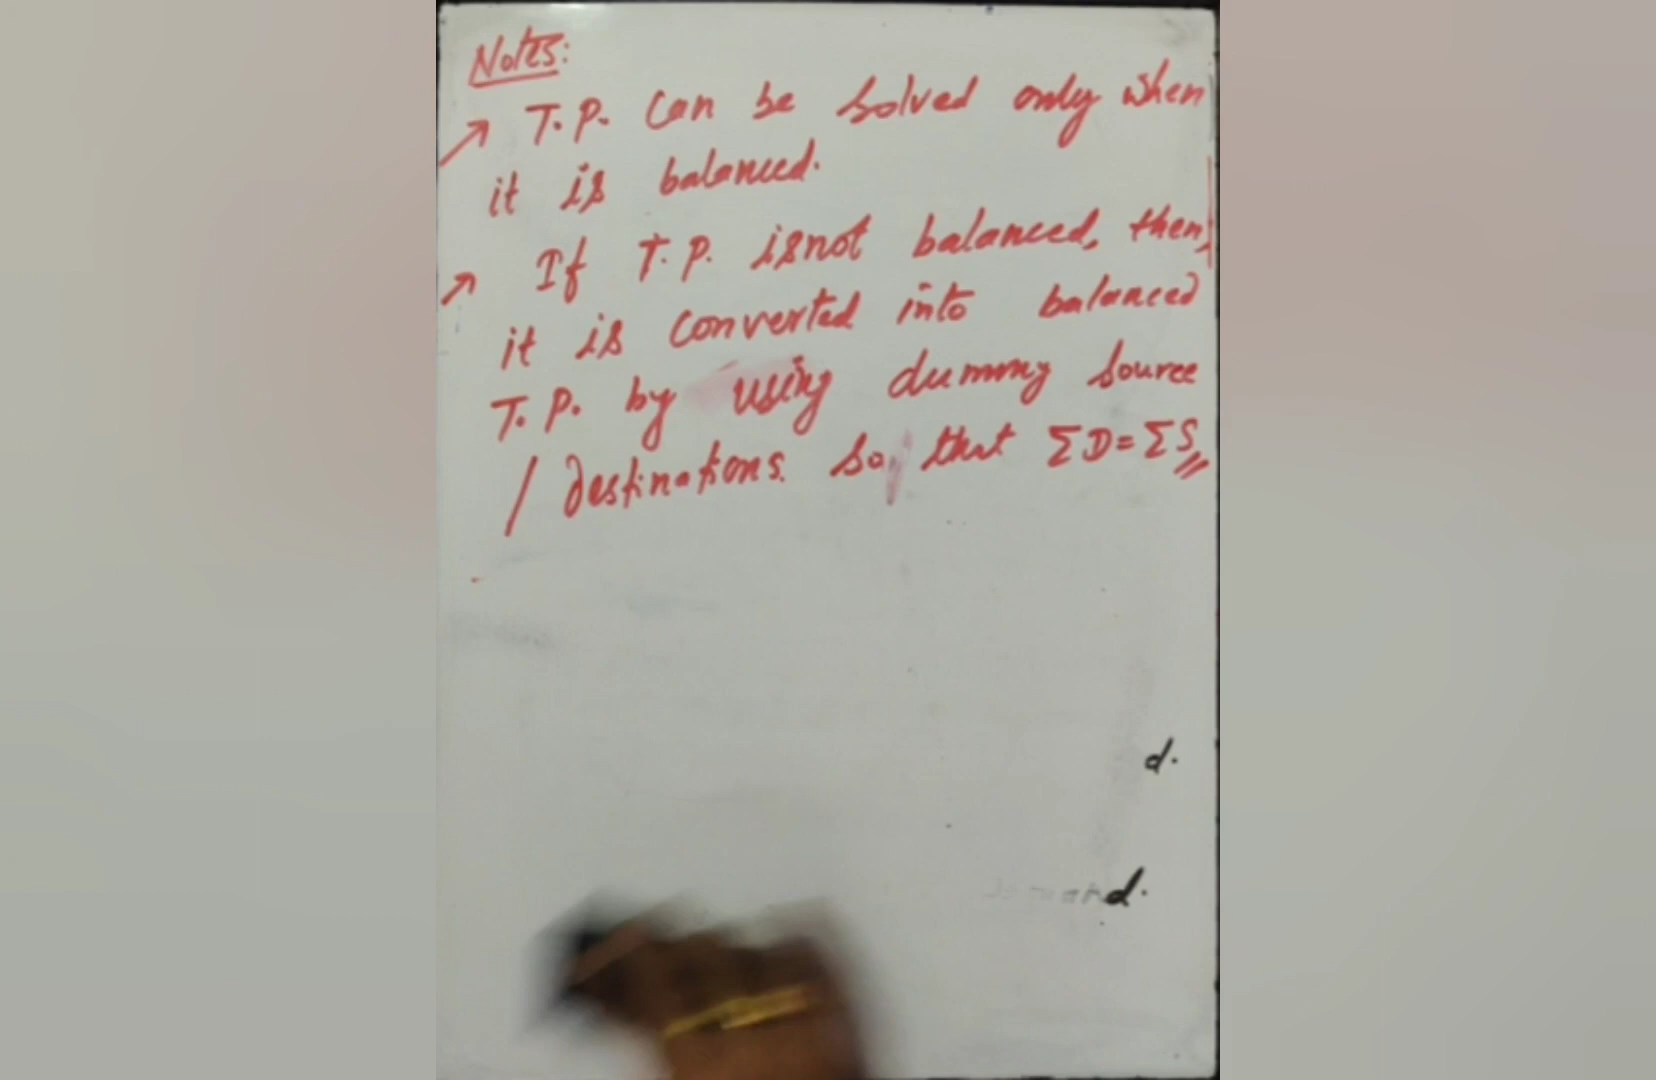 Notes:
→ T.P. Can be solved only when
it is balanced.
→ If T.P. is not balanced, then,
it is converted into balanced
T.P. by using dummy source
/ destinations. so that ΣD=ΣS
d.
d.